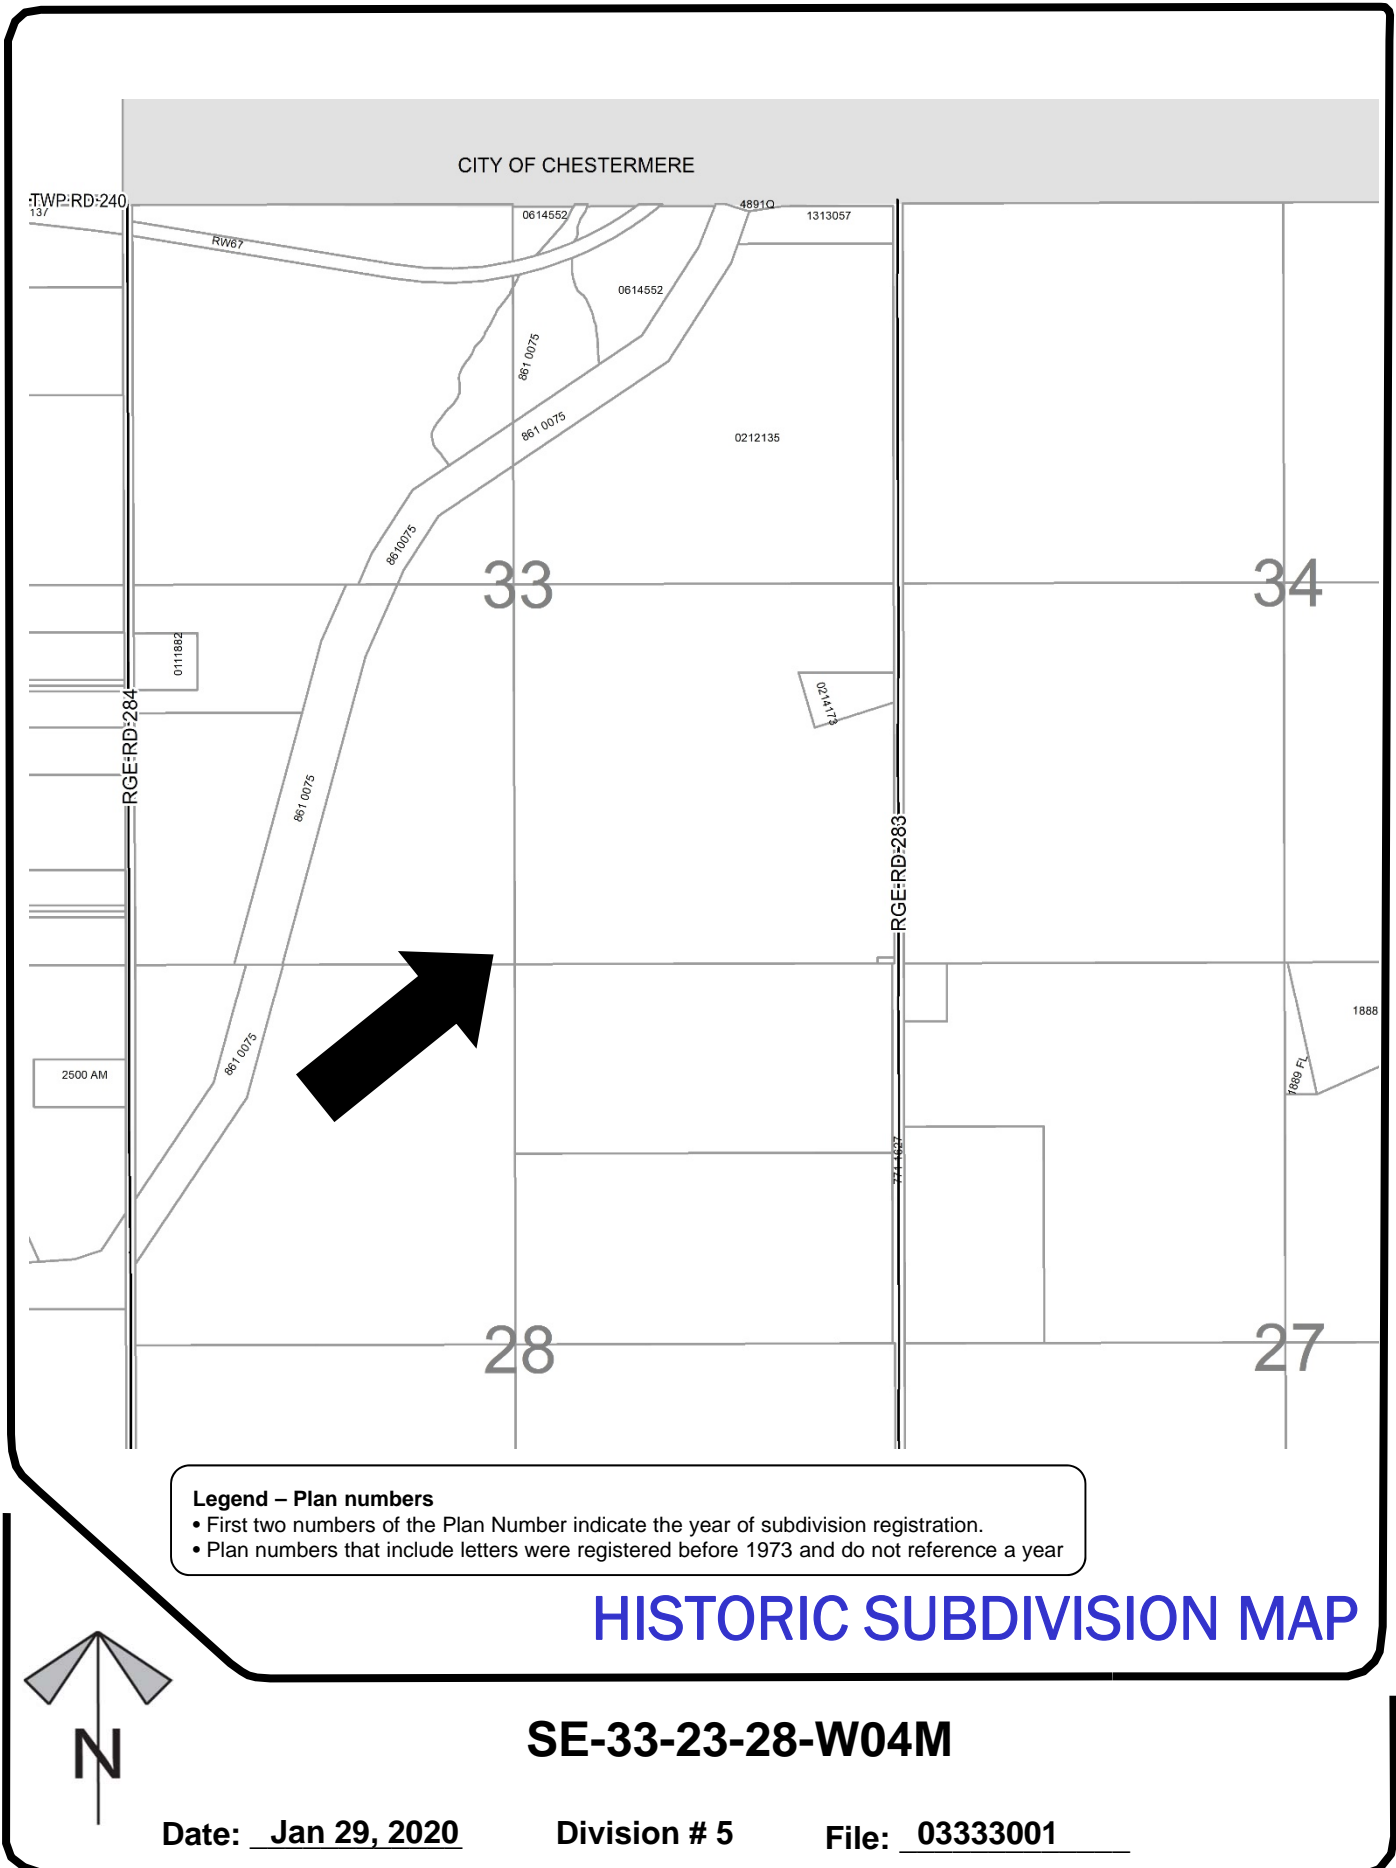 CITY OF CHESTERMERE
TWP-RD-240
137
RW67
0614552
4891Q
1313057
0614552
861 0075
861 0075
0212135
8610075
33
34
0111882
0214173
RGE-RD-284
861 0075
RGE-RD-283
861 0075
2500 AM
1888
1889 FL
771 1627
28
27
Legend – Plan numbers
• First two numbers of the Plan Number indicate the year of subdivision registration.
• Plan numbers that include letters were registered before 1973 and do not reference a year
HISTORIC SUBDIVISION MAP
N
SE-33-23-28-W04M
Date: Jan 29, 2020 Division # 5 File: 03333001